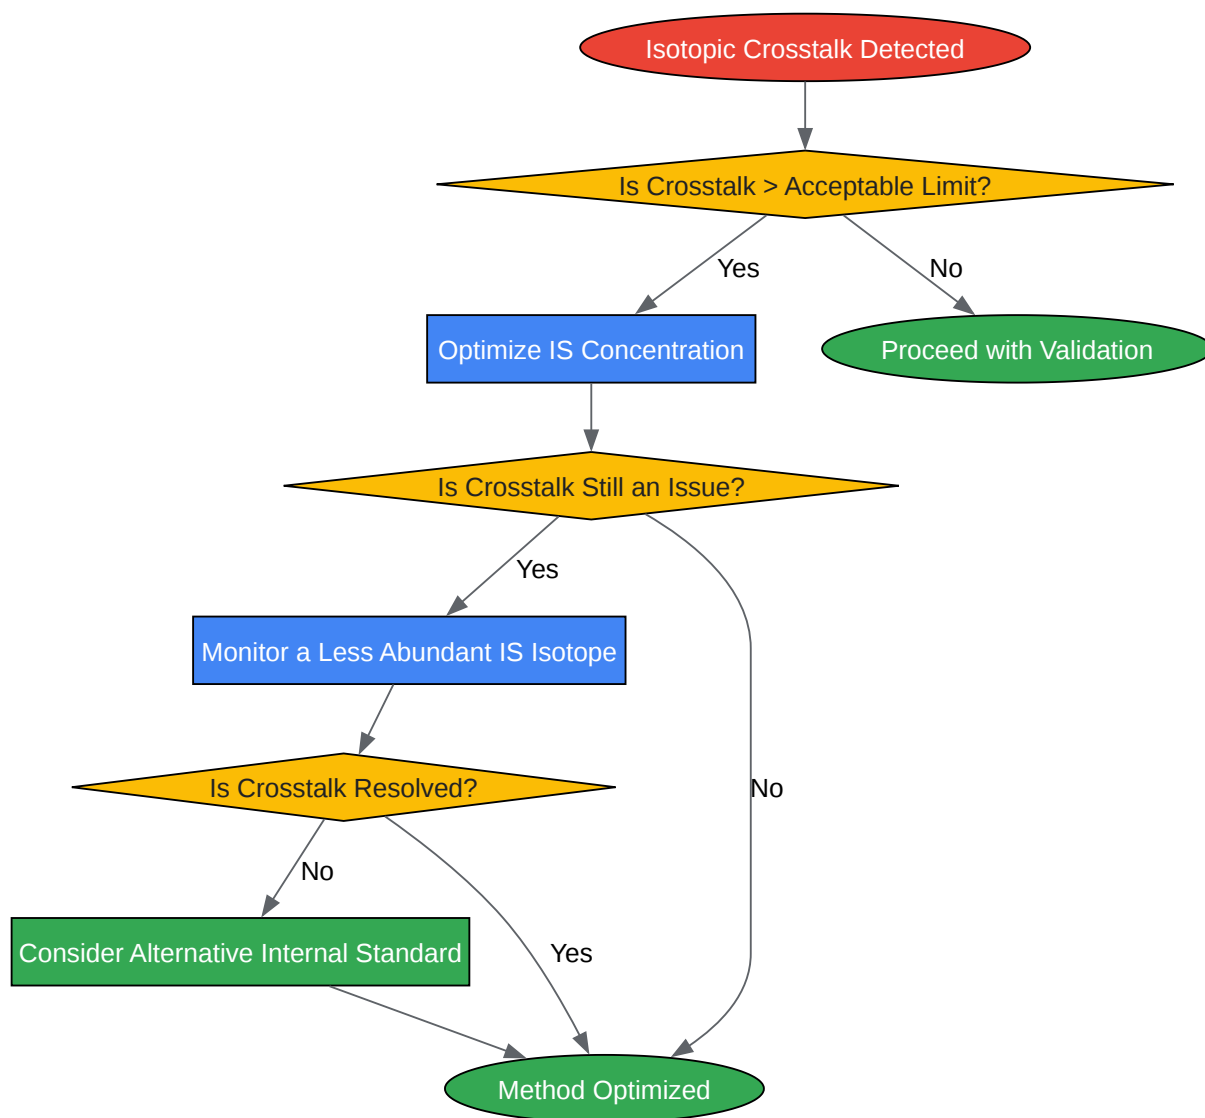 Isotopic Crosstalk Detected
Is Crosstalk > Acceptable Limit?
Yes
No
Optimize IS Concentration
Proceed with Validation
Is Crosstalk Still an Issue?
Yes
Monitor a Less Abundant IS Isotope
Is Crosstalk Resolved?
No
No
Consider Alternative Internal Standard
Yes
Method Optimized